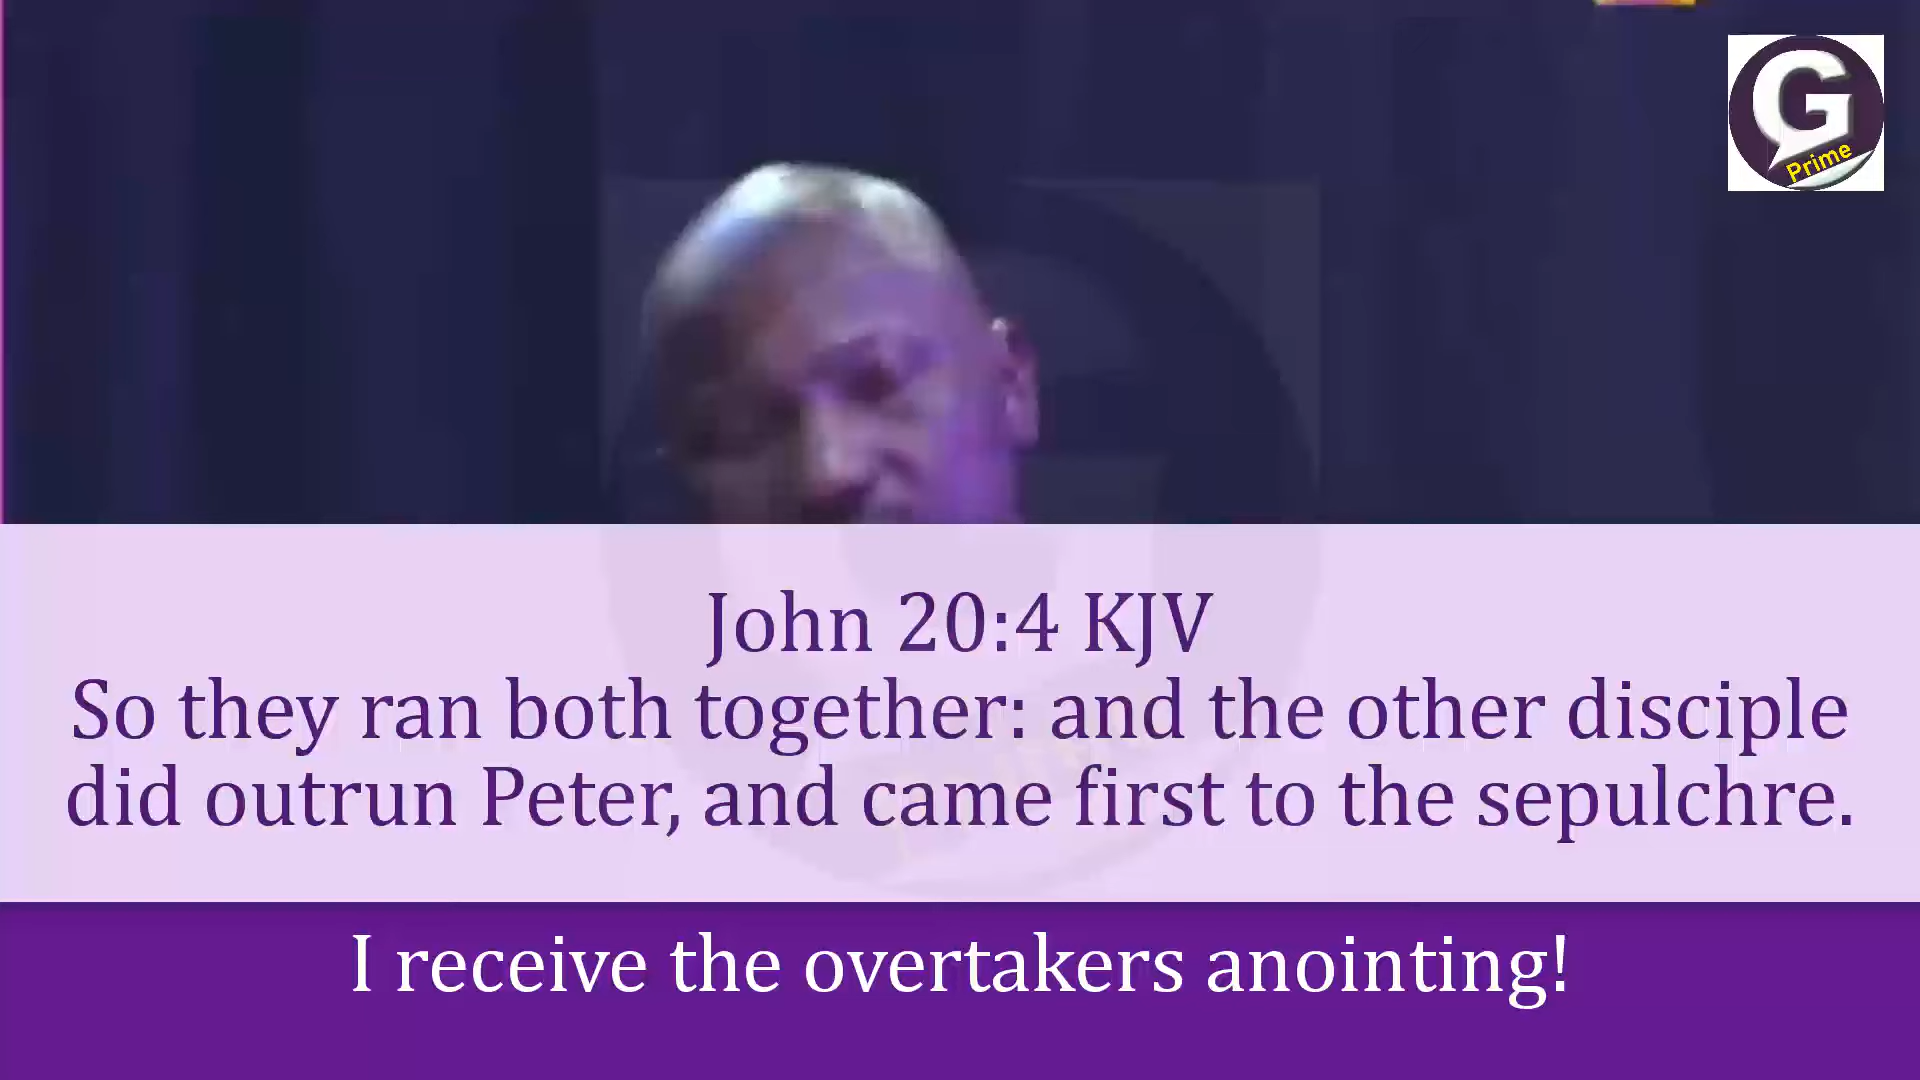 G
Prime
John 20:4 KJV
So they ran both together: and the other disciple
did outrun Peter, and came first to the sepulchre.
I receive the overtakers anointing!